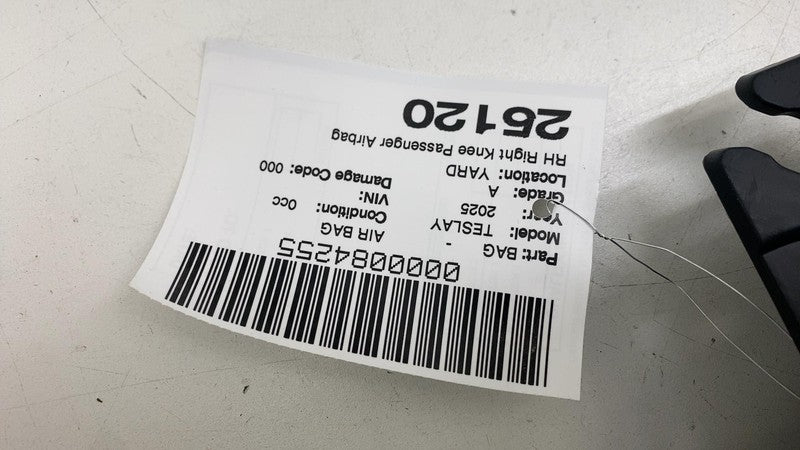 0000084255
Part: BAG - AIR BAG
Model: TESLAY Condition: 0cc
Year: 2025 VIN:
Grade: A Damage Code: 000
Location: YARD
RH Right Knee Passenger Airbag
25120